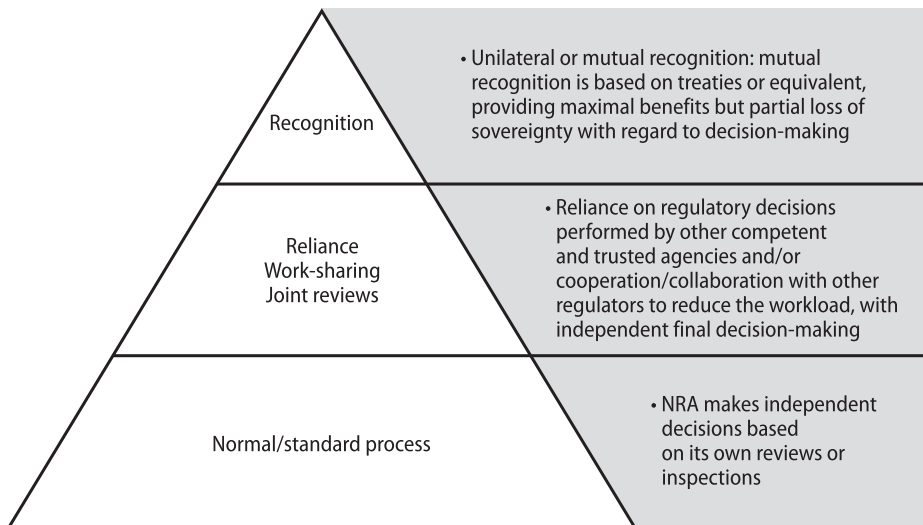 Recognition
• Unilateral or mutual recognition: mutual
recognition is based on treaties or equivalent,
providing maximal benefits but partial loss of
sovereignty with regard to decision-making
Reliance
Work-sharing
Joint reviews
• Reliance on regulatory decisions
performed by other competent
and trusted agencies and/or
cooperation/collaboration with other
regulators to reduce the workload, with
independent final decision-making
Normal/standard process
• NRA makes independent
decisions based
on its own reviews or
inspections